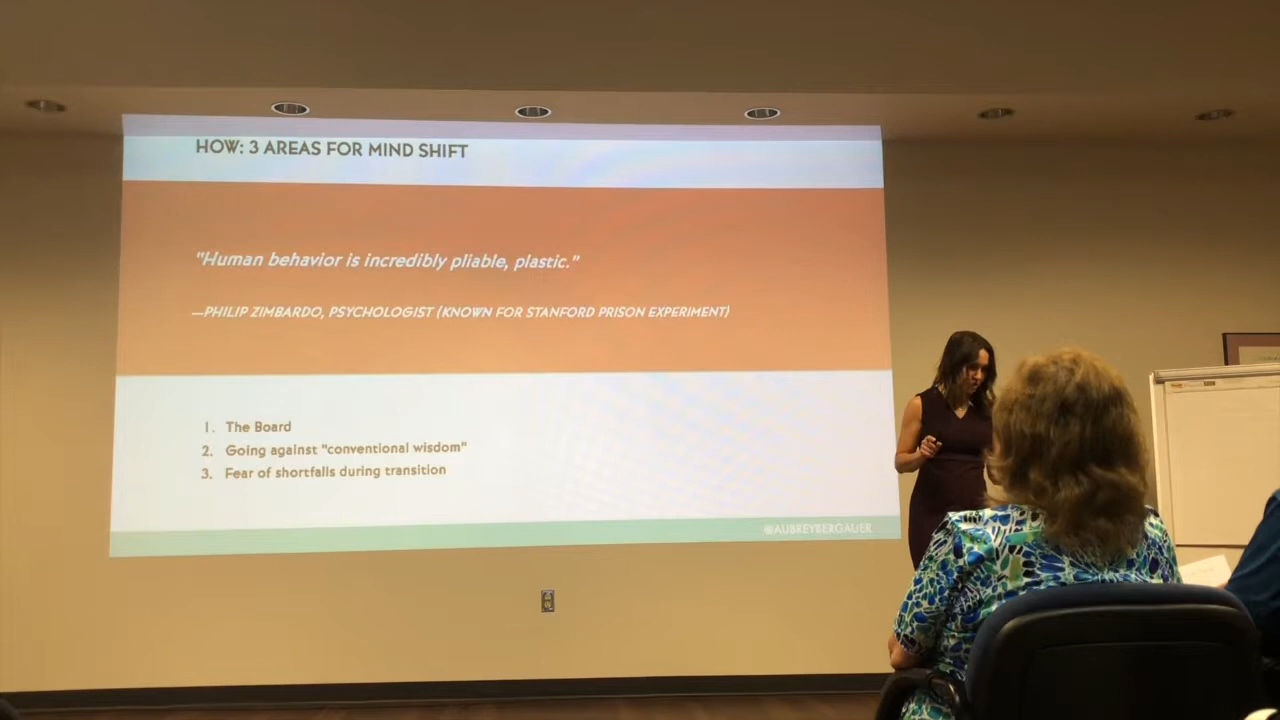 HOW: 3 AREAS FOR MIND SHIFT
"Human behavior is incredibly pliable, plastic."
—PHILIP ZIMBARDO, PSYCHOLOGIST (KNOWN FOR STANFORD PRISON EXPERIMENT)
1. The Board
2. Going against "conventional wisdom"
3. Fear of shortfalls during transition
@AUBREYBERGAUER